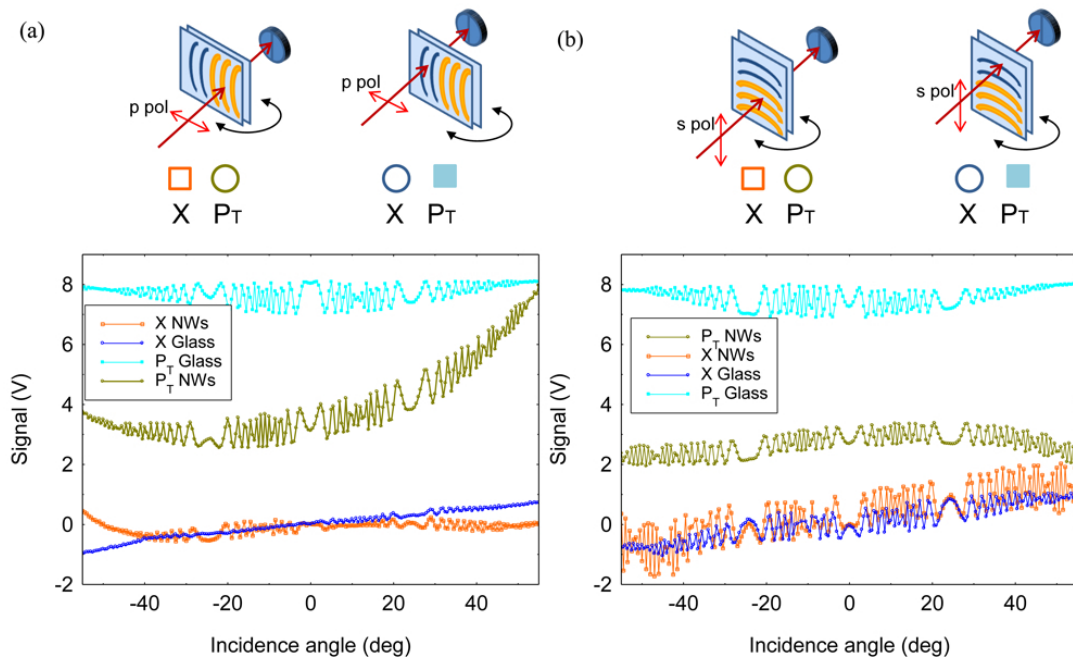 (a)
p pol
p pol
X PT
X PT
(b)
s pol
s pol
X PT
X PT
8
6
4
2
0
-2
Signal (V)
X NWs
X Glass
PT Glass
PT NWs
-40 -20 0 20 40
Incidence angle (deg)
8
6
4
2
0
-2
Signal (V)
PT NWs
X NWs
X Glass
PT Glass
-40 -20 0 20 40
Incidence angle (deg)